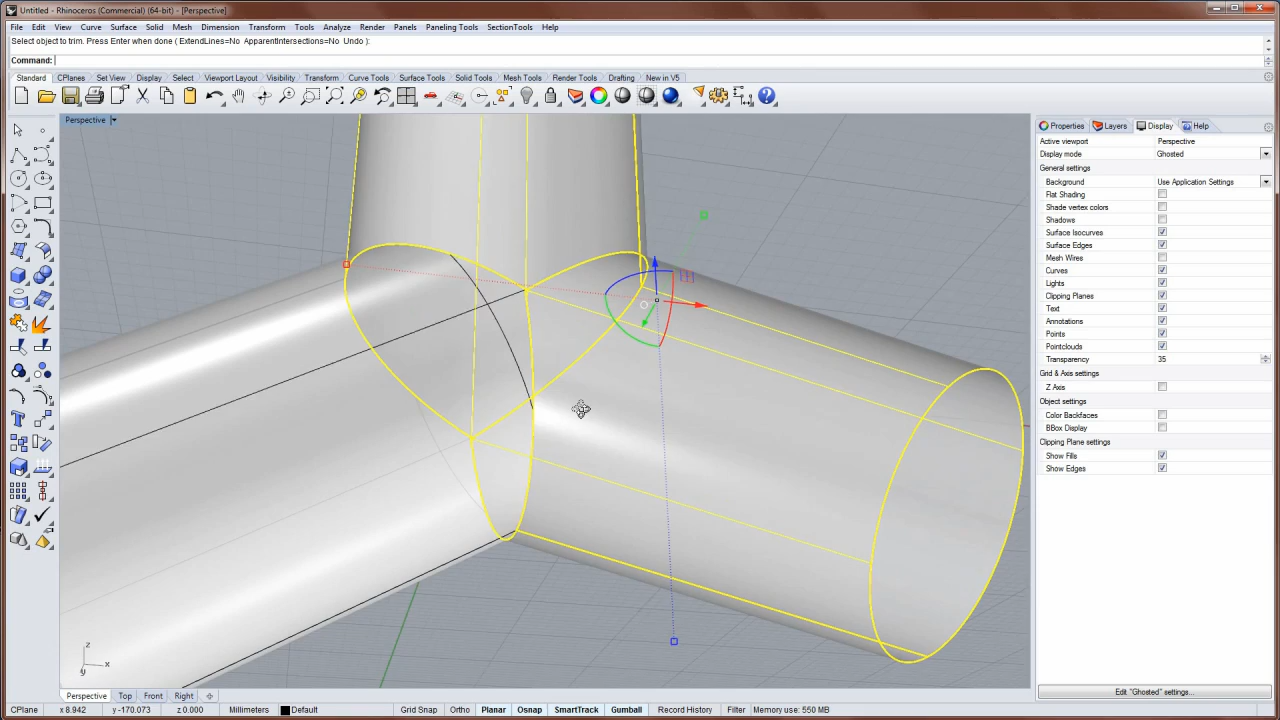 Untitled - Rhinoceros (Commercial) (64-bit) - [Perspective]
File Edit View Curve Surface Solid Mesh Dimension Transform Tools Analyze Render Panels Paneling Tools SectionTools Help
Select object to trim. Press Enter when done ( ExtendLines=No ApparentIntersections=No Undo ):
Command:
Standard CPlanes Set View Display Select Viewport Layout Visibility Transform Curve Tools Surface Tools Solid Tools Mesh Tools Render Tools Drafting New in V5
Perspective
Properties Layers Display Help
Active viewport Perspective
Display mode Ghosted
General settings
Background Use Application Settings
Flat Shading
Shade vertex colors
Shadows
Surface Isocurves
Surface Edges
Mesh Wires
Curves
Lights
Clipping Planes
Text
Annotations
Points
Pointclouds
Transparency 35
Grid & Axis settings
Z Axis
Object settings
Color Backfaces
BBox Display
Clipping Plane settings
Show Fills
Show Edges
z
x
y
Edit "Ghosted" settings...
Perspective Top Front Right
CPlane x 8.942 y -170.073 z 0.000 Millimeters Default Grid Snap Ortho Planar Osnap SmartTrack Gumball Record History Filter Memory use: 550 MB